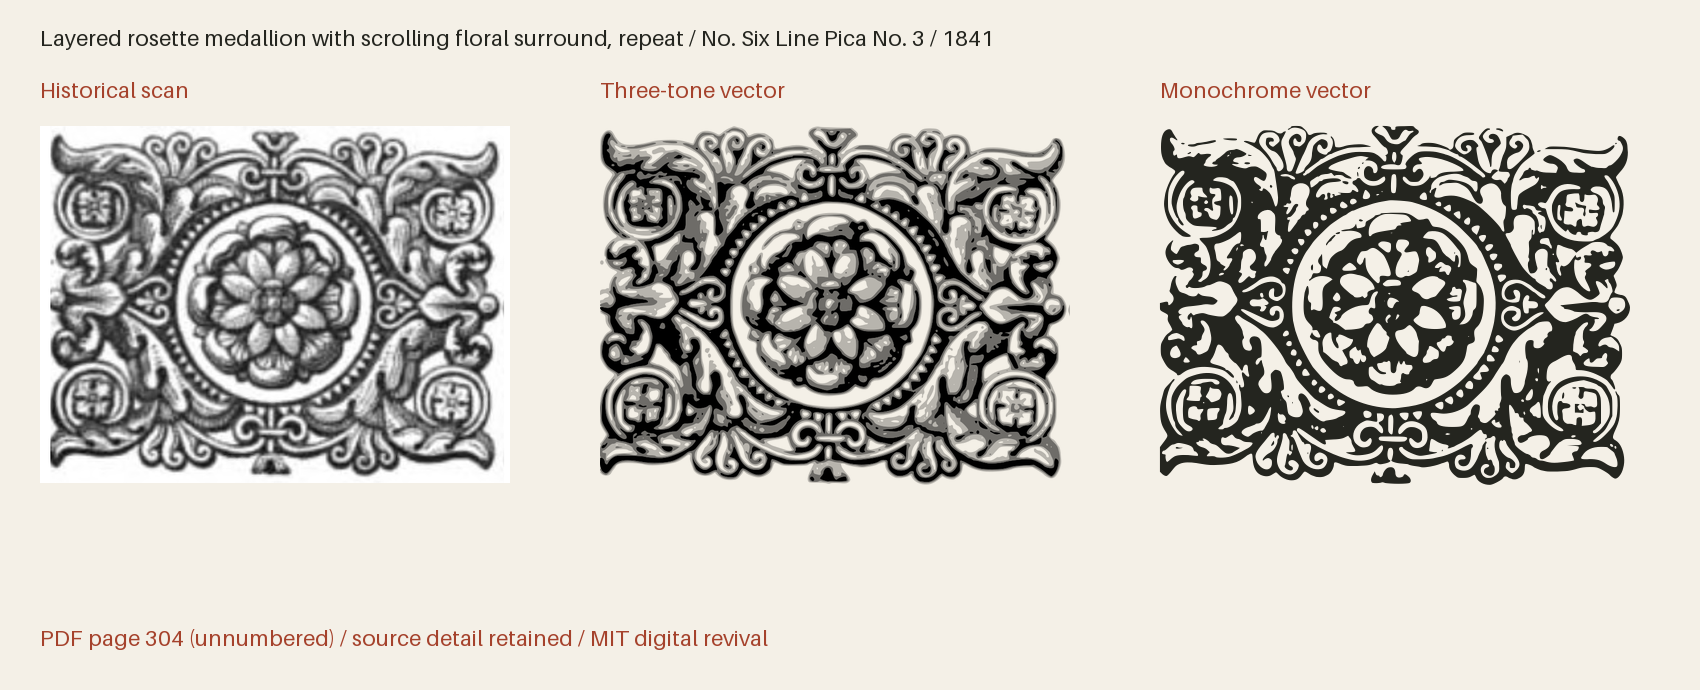 Layered rosette medallion with scrolling floral surround, repeat / No. Six Line Pica No. 3 / 1841
Historical scan
Three-tone vector
Monochrome vector
PDF page 304 (unnumbered) / source detail retained / MIT digital revival